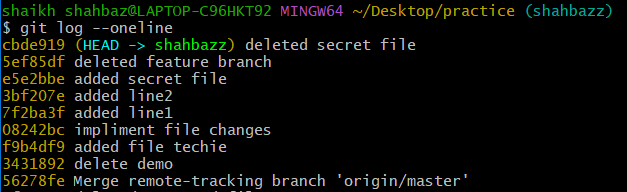 shaikh shahbaz@LAPTOP-C96HKT92 MINGW64 ~/Desktop/practice (shahbazz)
$ git log --oneline
cbde919 (HEAD -> shahbazz) deleted secret file
5ef85df deleted feature branch
e5e2bbe added secret file
3bf207e added line2
7f2ba3f added line1
08242bc impliment file changes
f9b4df9 added file techie
3431892 delete demo
56278fe Merge remote-tracking branch 'origin/master'